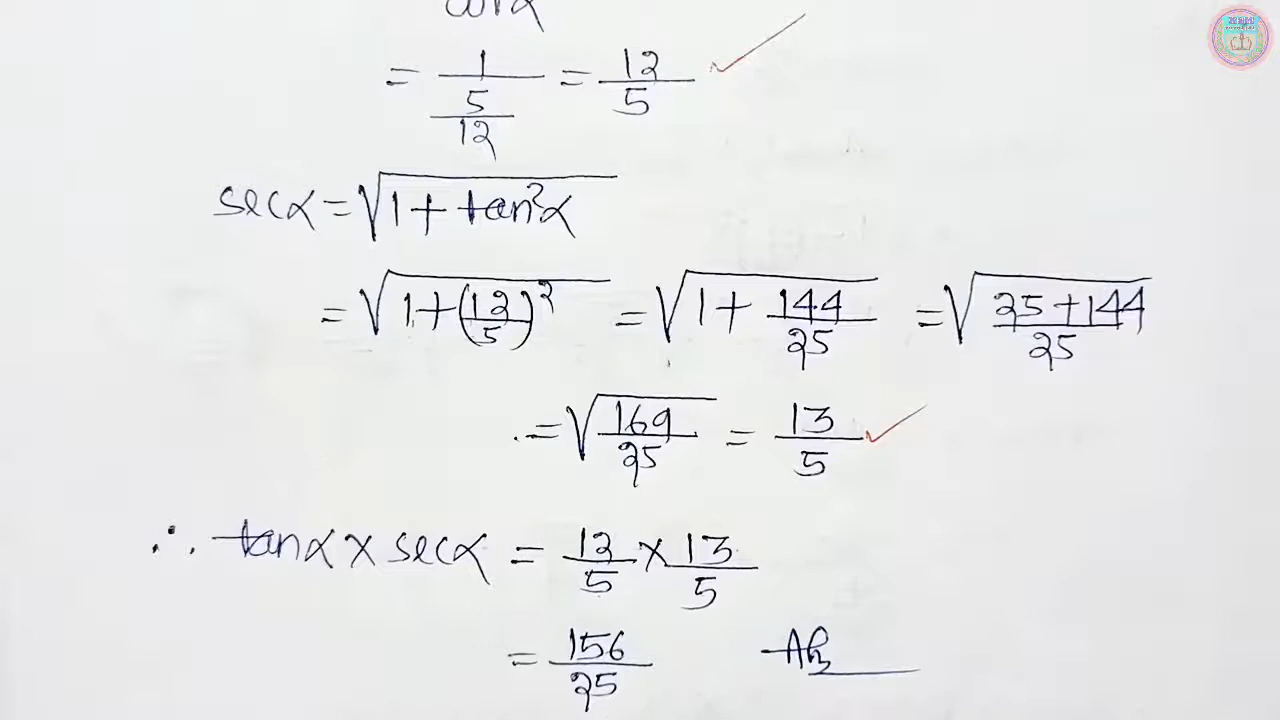 cotα
= 1/(5/12) = 12/5 ✓
secα = √(1 + tan²α)
= √(1+(12/5)²) = √(1 + 144/25) = √((25+144)/25)
= √(169/25) = 13/5 ✓
∴ tanα × secα = 12/5 × 13/5
= 156/25 Ans